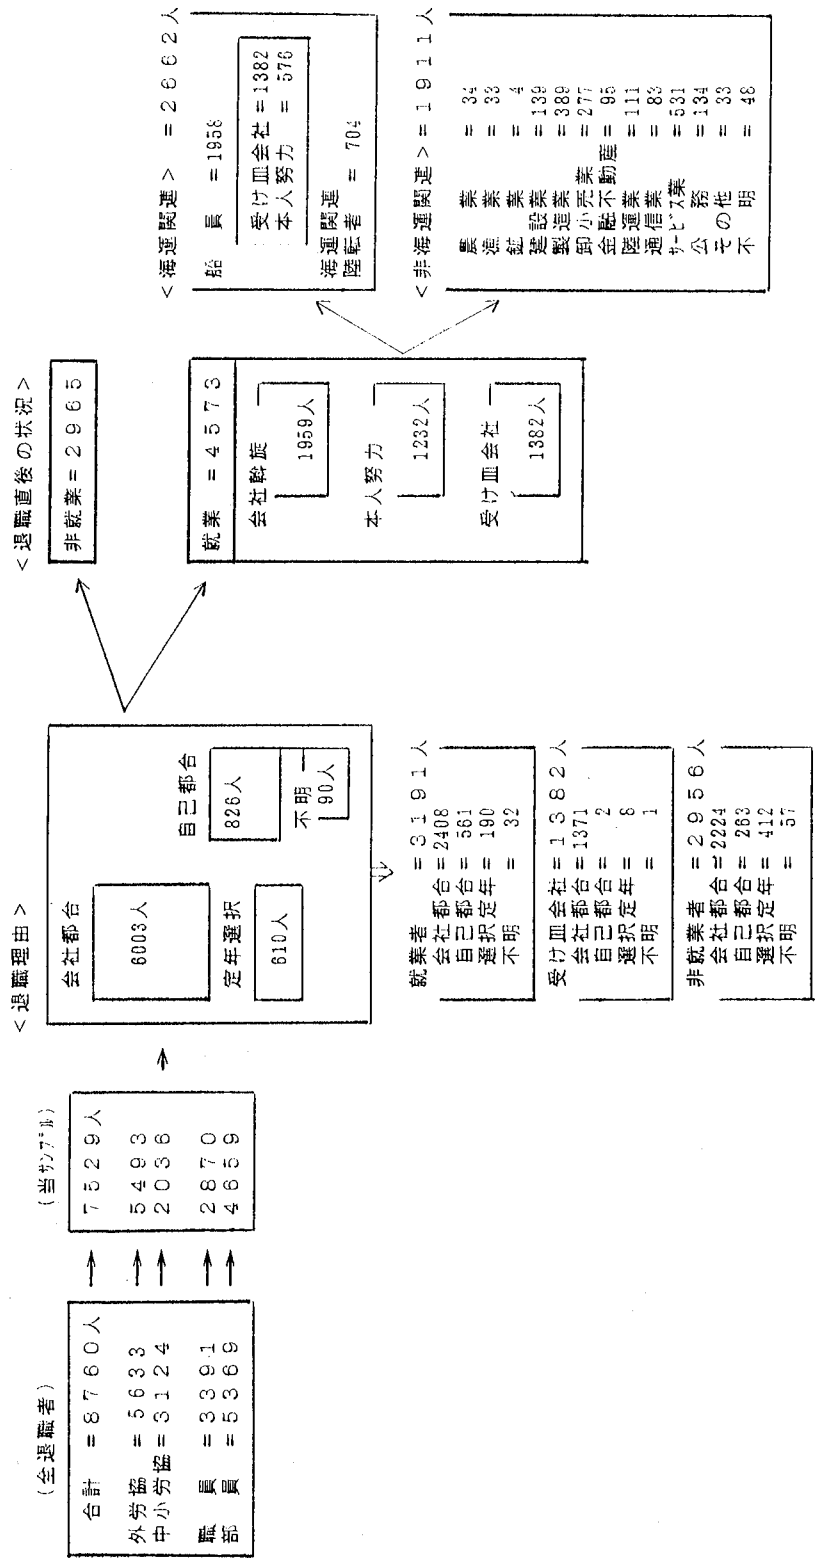 (全退職者)
合計 =8760人
外労協 =5633
中小労協=3124
職員 =3391
部員 =5369
(当サンプル)
7529人
5493
2036
2870
4659
<退職理由>
会社都合
6003人
定年選択
610人
自己都合
826人
不明
90人
就業者 =3191人
会社都合=2408
自己都合= 561
選択定年= 190
不明 = 32
受け皿会社=1382人
会社都合=1371
自己都合= 2
選択定年= 8
不明 = 1
非就業者 =2956人
会社都合=2224
自己都合= 263
選択定年= 412
不明 = 57
<退職直後の状況>
非就業=2965
就業 =4573
会社斡旋
1959人
本人努力
1232人
受け皿会社
1382人
<海運関連> =2662人
船員 =1958
受け皿会社 =1382
本人努力 = 576
海運関連
陸転者 = 704
<非海運関連>=1911人
農業 = 34
漁業 = 33
鉱業 = 4
建設業 =139
製造業 =389
卸小売業 =277
金融不動産= 95
陸運業 =111
通信業 = 83
サービス業 =531
公務 =134
その他 = 33
不明 = 48